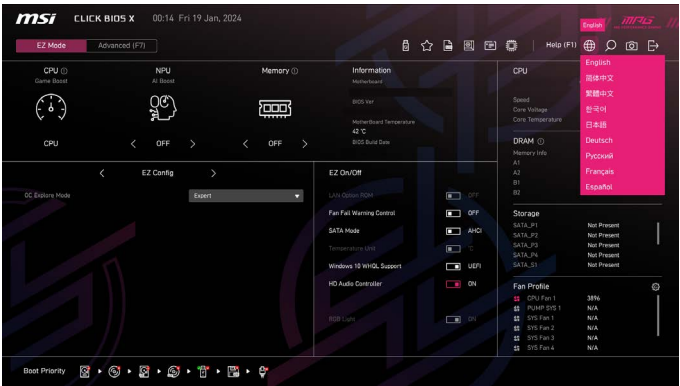 msi CLICK BIOS X 00:14 Fri 19 Jan, 2024
English
EZ Mode Advanced (F7)
Help (F1)
English
简体中文
繁體中文
한국어
日本語
Deutsch
Русский
Français
Español
CPU
Game Boost
CPU
NPU
AI Boost
OFF
Memory
OFF
Information
Motherboard
BIOS Ver
MotherBoard Temperature
42 °C
BIOS Build Date
CPU
Speed
Core Voltage
Core Temperature
DRAM
Memory Info
A1
A2
B1
B2
EZ Config
OC Explore Mode Expert
EZ On/Off
LAN Option ROM OFF
Fan Fail Warning Control OFF
SATA Mode AHCI
Temperature Unit °C
Windows 10 WHQL Support UEFI
HD Audio Controller ON
RGB Light ON
Storage
SATA_P1 Not Present
SATA_P2 Not Present
SATA_P3 Not Present
SATA_P4 Not Present
SATA_S1 Not Present
Fan Profile
CPU Fan 1 3896
PUMP SYS 1 N/A
SYS Fan 1 N/A
SYS Fan 2 N/A
SYS Fan 3 N/A
SYS Fan 4 N/A
Boot Priority